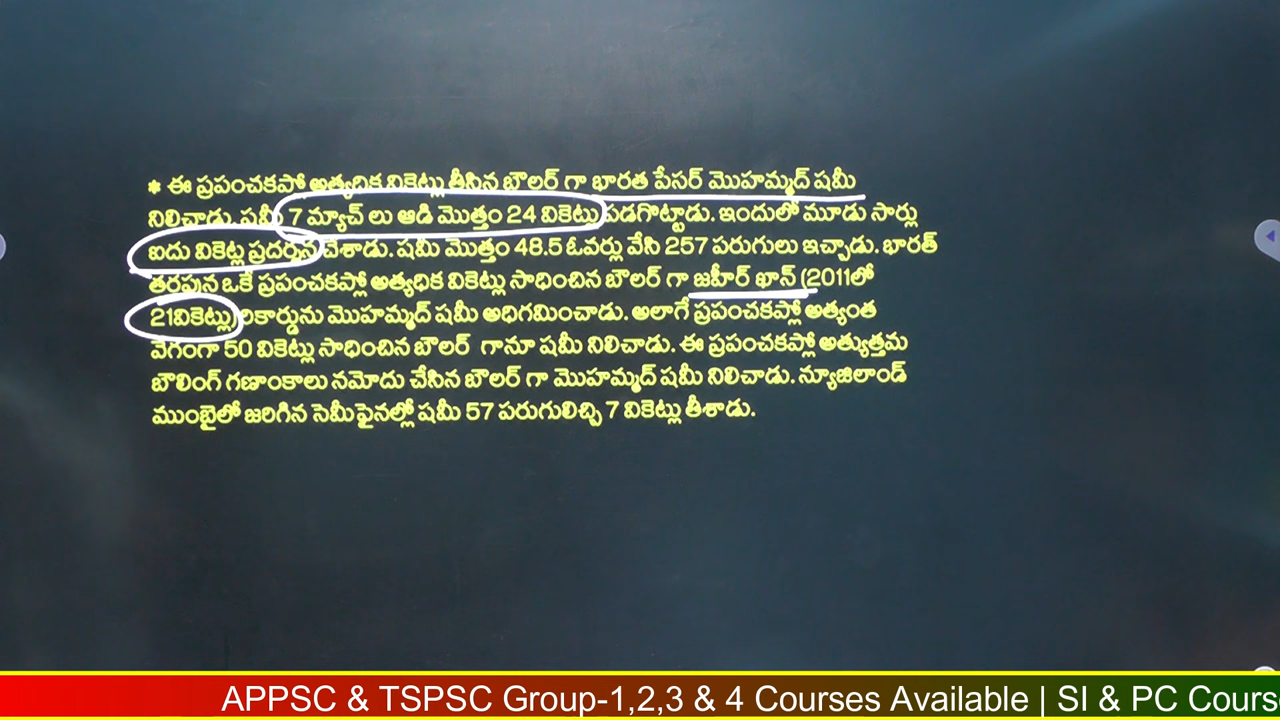 * ఈ ప్రపంచకప్‌లో అత్యధిక వికెట్లు తీసిన బౌలర్ గా భారత పేసర్ మొహమ్మద్ షమీ
నిలిచాడు. షమీ 7 మ్యాచ్ లు ఆడి మొత్తం 24 వికెట్లు పడగొట్టాడు. ఇందులో మూడు సార్లు
ఐదు వికెట్ల ప్రదర్శన చేశాడు. షమీ మొత్తం 48.5 ఓవర్లు వేసి 257 పరుగులు ఇచ్చాడు. భారత్
తరపున ఒకే ప్రపంచకప్లో అత్యధిక వికెట్లు సాధించిన బౌలర్ గా జహీర్ ఖాన్ (2011లో
21వికెట్లు) రికార్డును మొహమ్మద్ షమీ అధిగమించాడు. అలాగే ప్రపంచకప్లో అత్యంత
వేగంగా 50 వికెట్లు సాధించిన బౌలర్ గానూ షమీ నిలిచాడు. ఈ ప్రపంచకప్లో అత్యుత్తమ
బౌలింగ్ గణాంకాలు నమోదు చేసిన బౌలర్ గా మొహమ్మద్ షమీ నిలిచాడు. న్యూజిలాండ్
ముంబైలో జరిగిన సెమీఫైనల్లో షమీ 57 పరుగులిచ్చి 7 వికెట్లు తీశాడు.
APPSC & TSPSC Group-1,2,3 & 4 Courses Available | SI & PC Cours